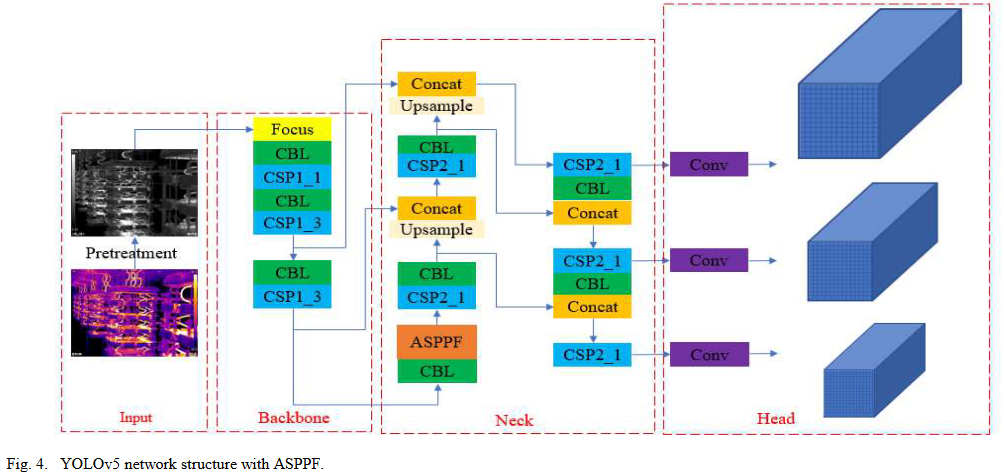 Pretreatment
Input
Focus
CBL
CSP1_1
CBL
CSP1_3
CBL
CSP1_3
Backbone
Concat
Upsample
CBL
CSP2_1
Concat
Upsample
CBL
CSP2_1
ASPPF
CBL
CSP2_1
CBL
Concat
CSP2_1
CBL
Concat
CSP2_1
Neck
Conv
Conv
Conv
Head
Fig. 4. YOLOv5 network structure with ASPPF.